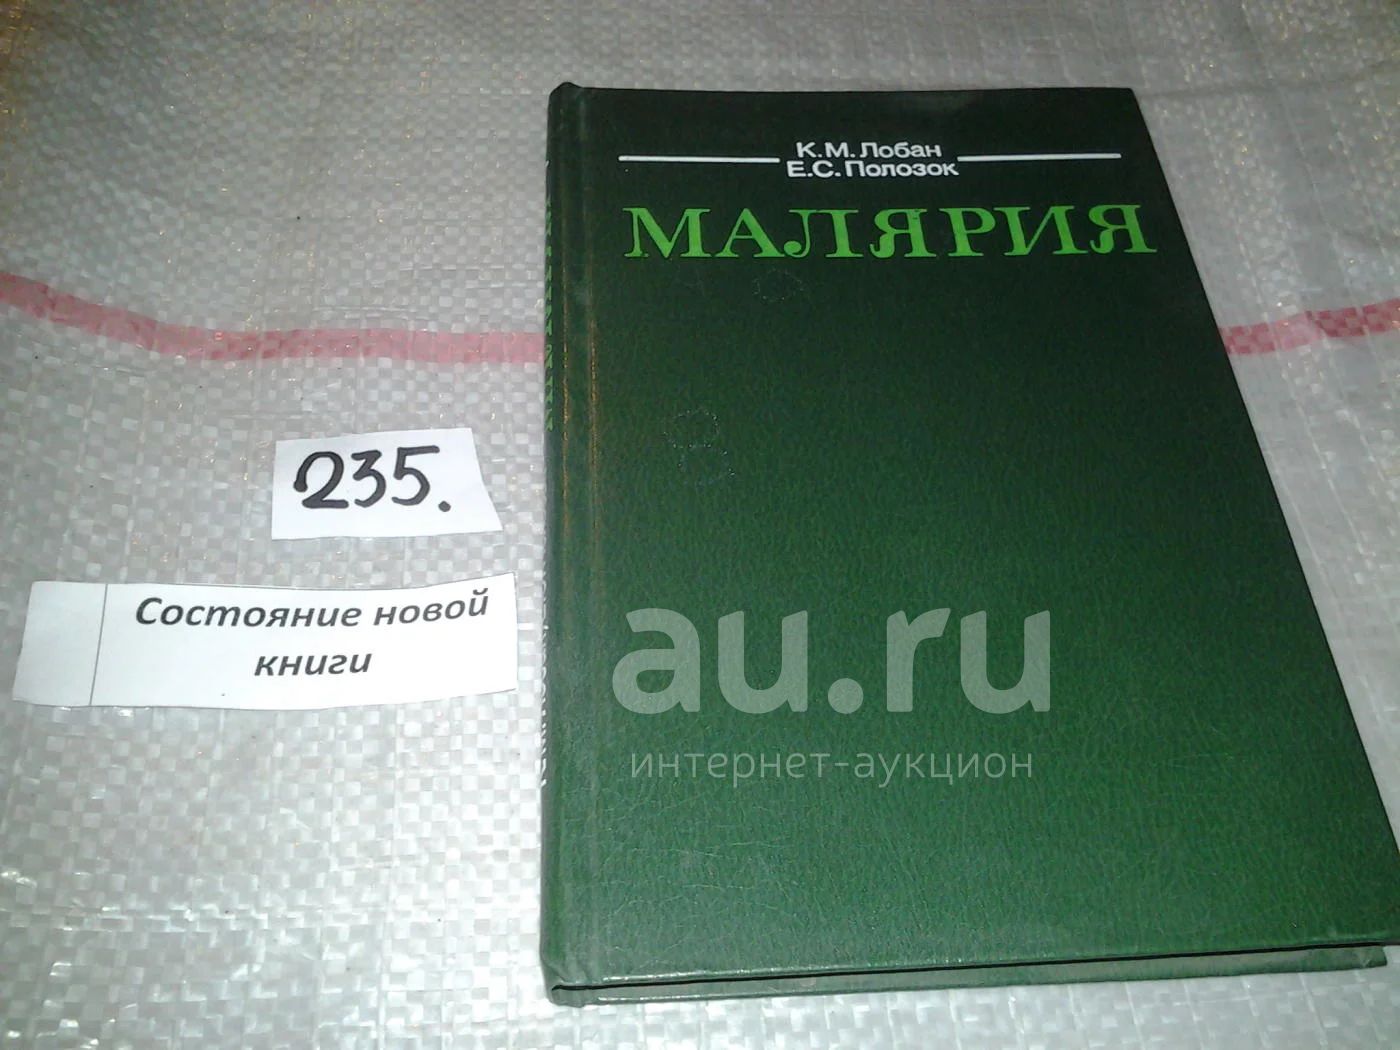 К.М.Лобан
Е.С.Полозок
МАЛЯРИЯ
235.
Состояние новой
книги
au.ru
интернет-аукцион